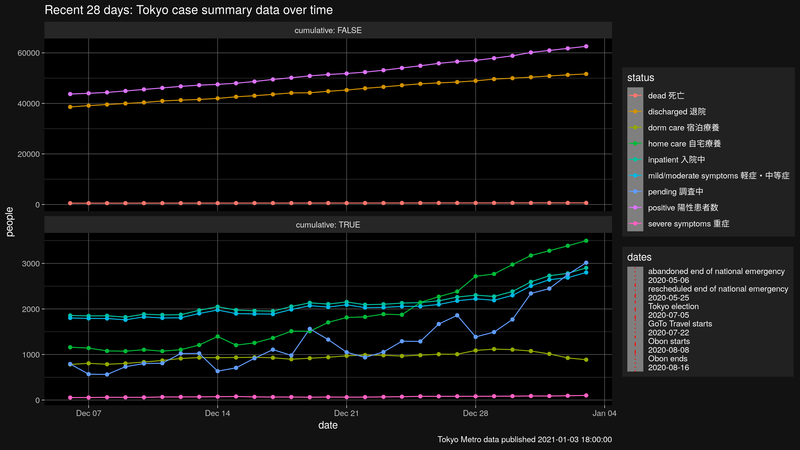 Recent 28 days: Tokyo case summary data over time
cumulative: FALSE
60000
40000
20000
0
cumulative: TRUE
3000
2000
1000
0
people
Dec 07
Dec 14
Dec 21
Dec 28
Jan 04
date
Tokyo Metro data published 2021-01-03 18:00:00
status
dead 死亡
discharged 退院
dorm care 宿泊療養
home care 自宅療養
inpatient 入院中
mild/moderate symptoms 軽症・中等症
pending 調査中
positive 陽性患者数
severe symptoms 重症
dates
abandoned end of national emergency
2020-05-06
rescheduled end of national emergency
2020-05-25
Tokyo election
2020-07-05
GoTo Travel starts
2020-07-22
Obon starts
2020-08-08
Obon ends
2020-08-16